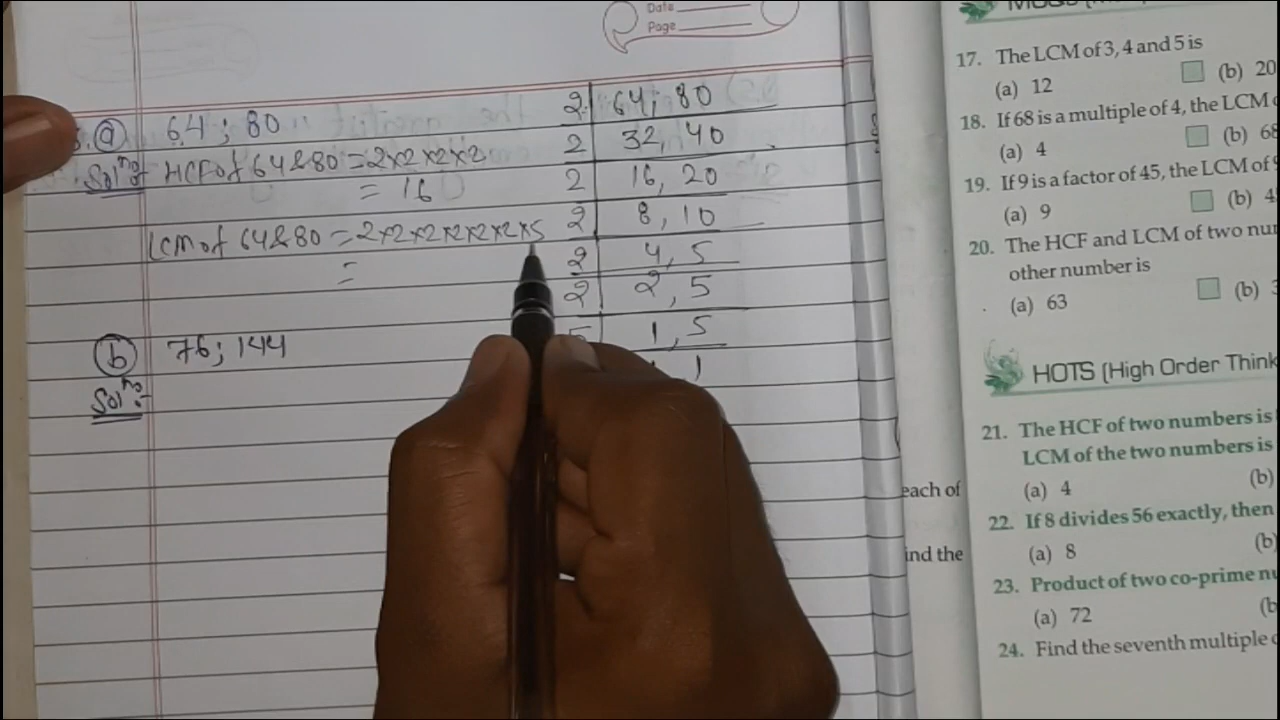 Date
Page
(a) 64 ; 80
Solⁿ:- HCF of 64 & 80 = 2×2×2×2
= 16
LCM of 64 & 80 = 2×2×2×2×2×2×5
=
(b) 76 ; 144
Solⁿ:-
2 | 64, 80
2 | 32, 40
2 | 16, 20
2 | 8, 10
2 | 4, 5
2 | 2, 5
5 | 1, 5
1
each of
ind the
17. The LCM of 3, 4 and 5 is
(a) 12 (b) 20
18. If 68 is a multiple of 4, the LCM
(a) 4 (b) 68
19. If 9 is a factor of 45, the LCM of
(a) 9 (b) 4
20. The HCF and LCM of two
other number is
(a) 63 (b)
HOTS (High Order Think
21. The HCF of two numbers is
LCM of the two numbers is
(a) 4 (b)
22. If 8 divides 56 exactly, then
(a) 8 (b)
23. Product of two co-prime
(a) 72 (b
24. Find the seventh multiple